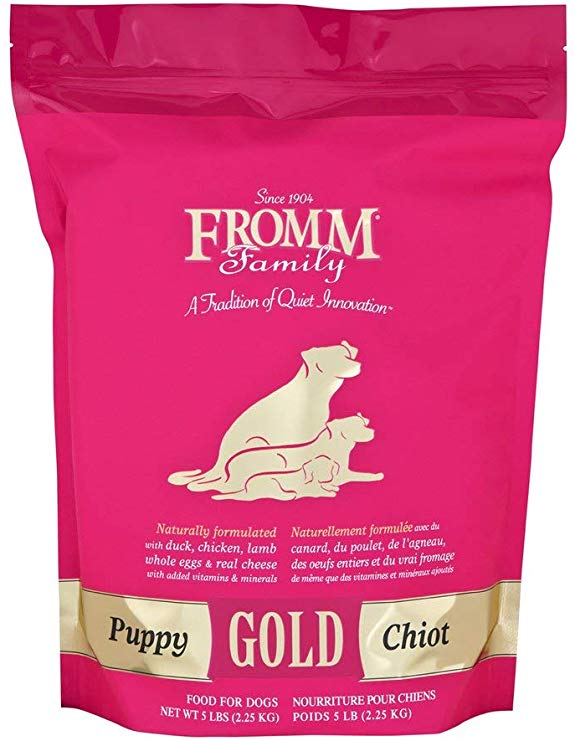 Since 1904
FROMM®
Family
A Tradition of Quiet Innovation™
Naturally formulated
with duck, chicken, lamb
whole eggs & real cheese
with added vitamins & minerals
Naturellement formulée avec du
canard, du poulet, de l'agneau,
des oeufs entiers et du vrai fromage
de même que des vitamines et minéraux ajoutés
Puppy
GOLD
Chiot
FOOD FOR DOGS
NET WT 5 LBS (2.25 KG)
NOURRITURE POUR CHIENS
POIDS 5 LB (2.25 KG)